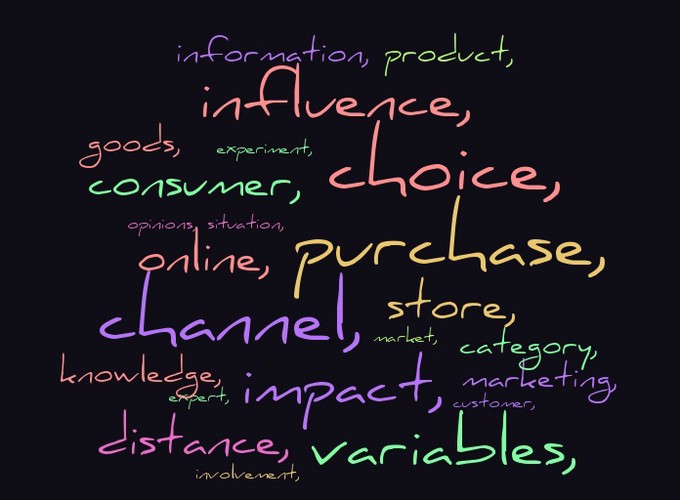 information, product,
influence,
goods, experiment,
consumer, choice,
opinions, situation,
online, purchase,
channel, store,
market, category,
knowledge, impact, marketing,
expert, customer,
distance, variables,
involvement,